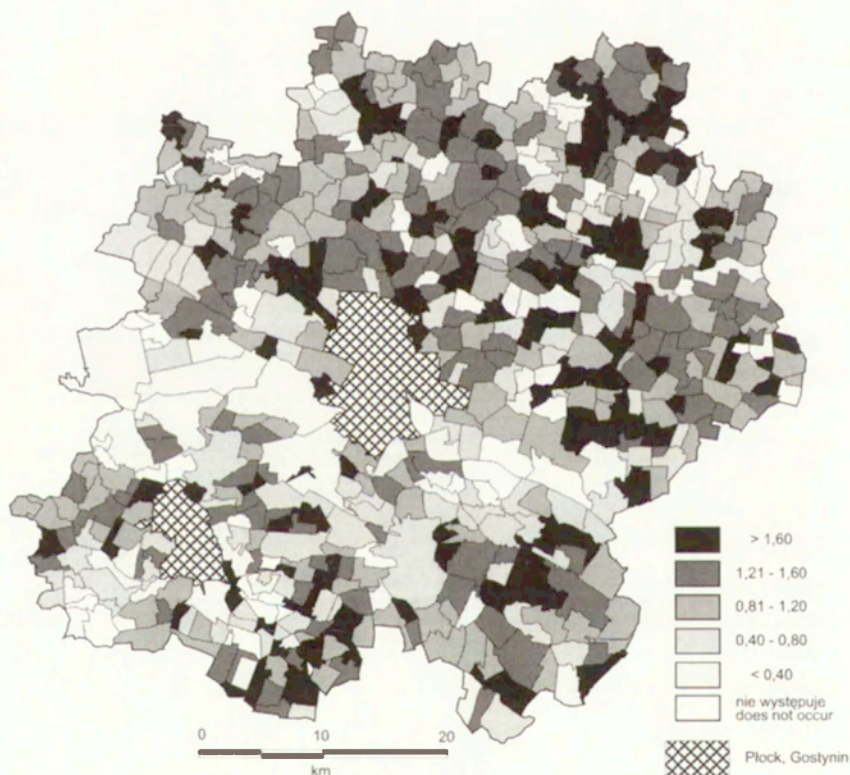 > 1,60
1,21 - 1,60
0,81 - 1,20
0,40 - 0,80
< 0,40
nie występuje
does not occur
Płock, Gostynin
0 20
10
km